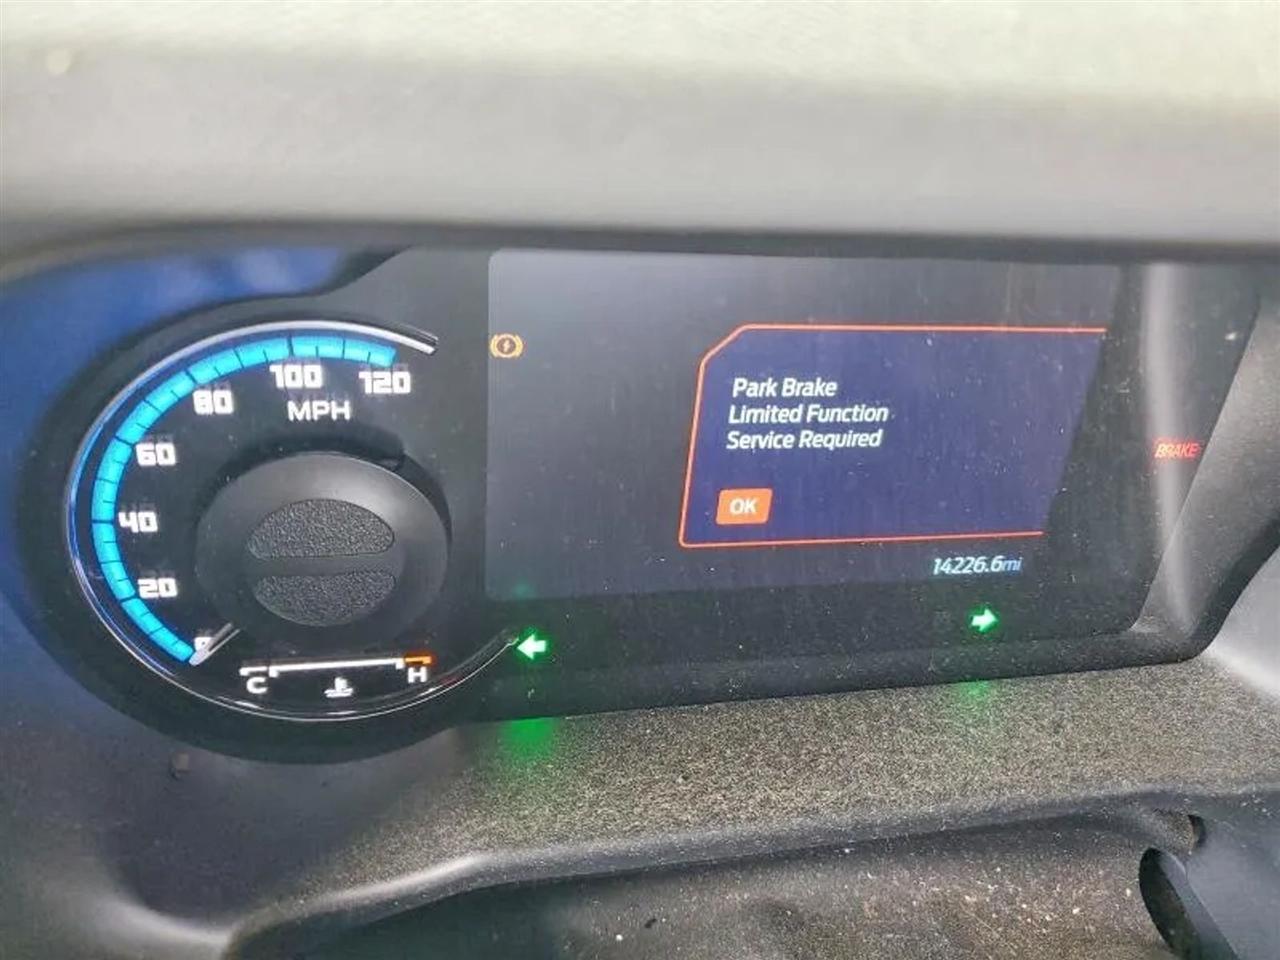 120
100
80
MPH
60
40
20
C
H
Park Brake
Limited Function
Service Required
OK
14226.6mi
BRAKE